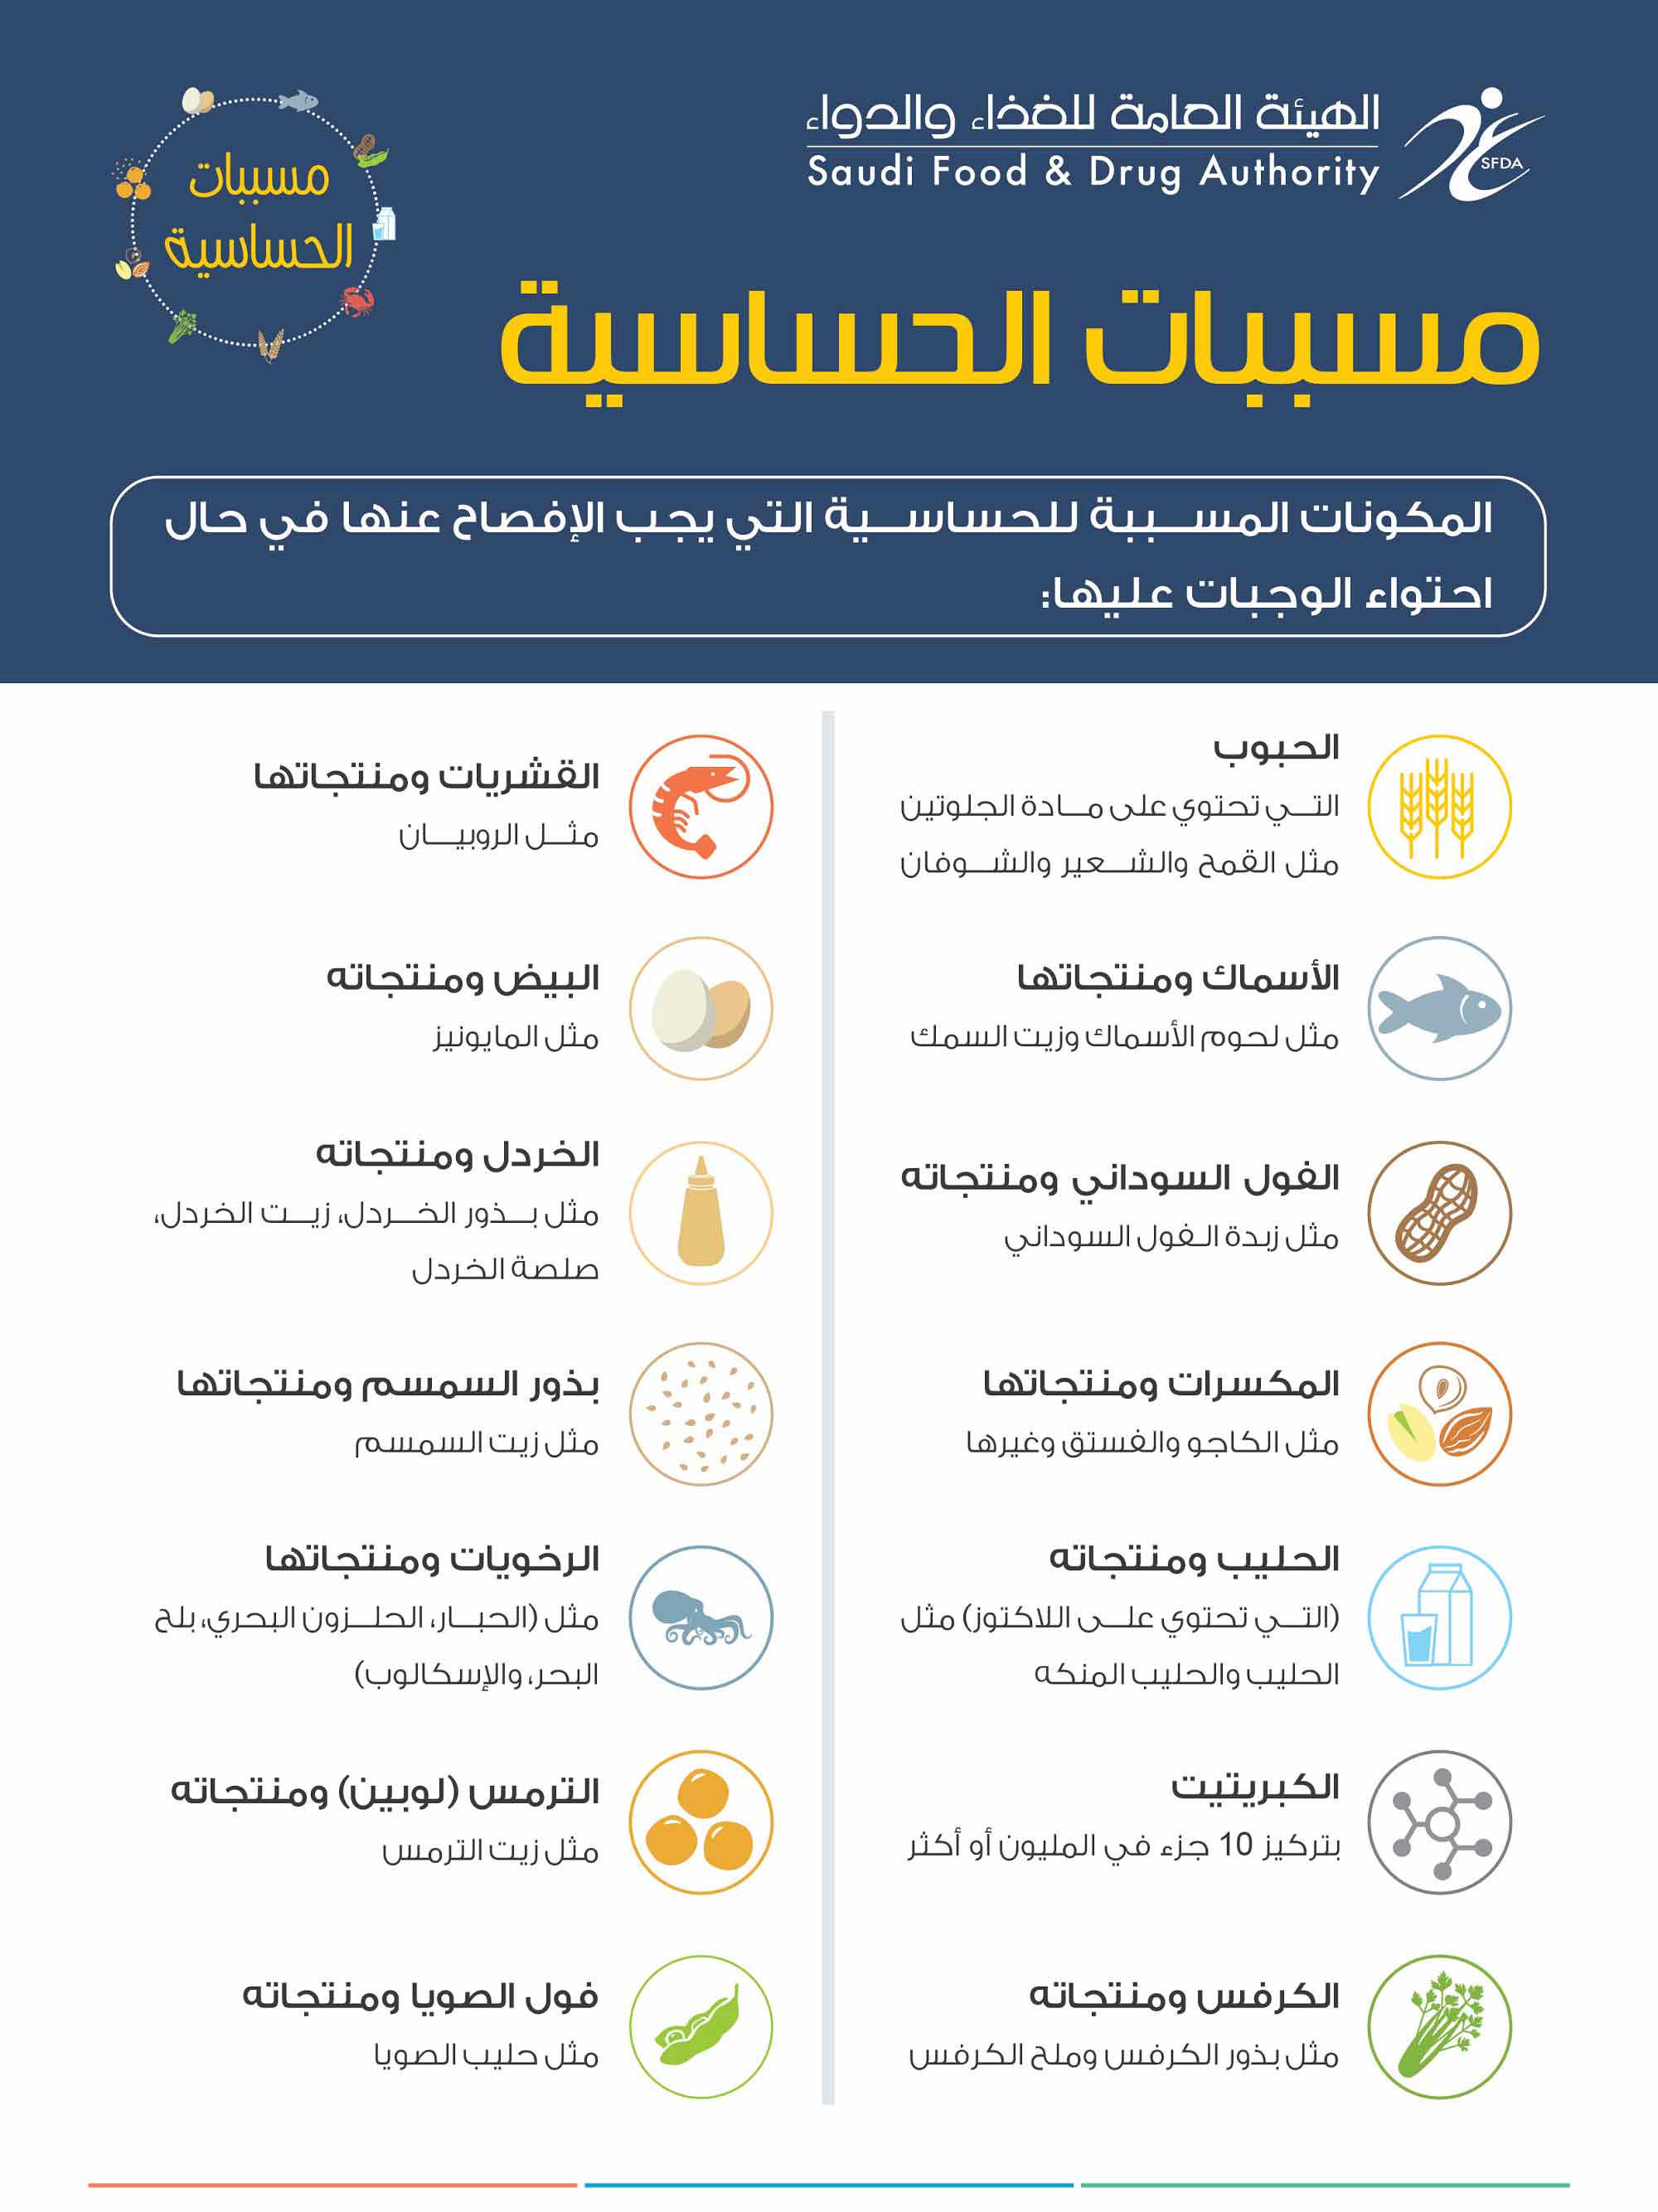 الهيئة العامة للغذاء والدواء
Saudi Food & Drug Authority
SFDA
مسببات
الحساسية
مسببات الحساسية
المكونات المسببة للحساسية التي يجب الإفصاح عنها في حال
احتواء الوجبات عليها:
الحبوب
التي تحتوي على مادة الجلوتين
مثل القمح والشعير والشوفان
الأسماك ومنتجاتها
مثل لحوم الأسماك وزيت السمك
الفول السوداني ومنتجاته
مثل زبدة الفول السوداني
المكسرات ومنتجاتها
مثل الكاجو والفستق وغيرها
الحليب ومنتجاته
(التي تحتوي على اللاكتوز) مثل
الحليب والحليب المنكه
الكبريتيت
بتركيز 10 جزء في المليون أو أكثر
الكرفس ومنتجاته
مثل بذور الكرفس وملح الكرفس
القشريات ومنتجاتها
مثل الروبيان
البيض ومنتجاته
مثل المايونيز
الخردل ومنتجاته
مثل بذور الخردل، زيت الخردل،
صلصة الخردل
بذور السمسم ومنتجاتها
مثل زيت السمسم
الرخويات ومنتجاتها
مثل (الحبار، الحلزون البحري، بلح
البحر، والإسكالوب)
الترمس (لوبين) ومنتجاته
مثل زيت الترمس
فول الصويا ومنتجاته
مثل حليب الصويا